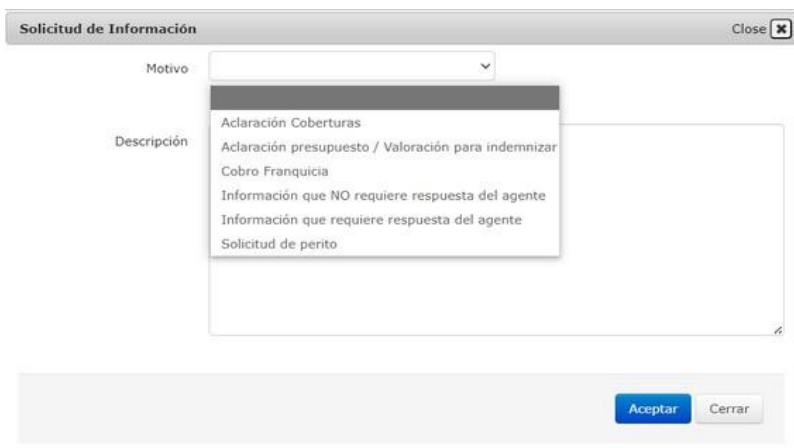 Solicitud de Información
Close
Motivo
Aclaración Coberturas
Descripción
Aclaración presupuesto / Valoración para indemnizar
Cobro Franquicia
Información que NO requiere respuesta del agente
Información que requiere respuesta del agente
Solicitud de perito
Aceptar
Cerrar